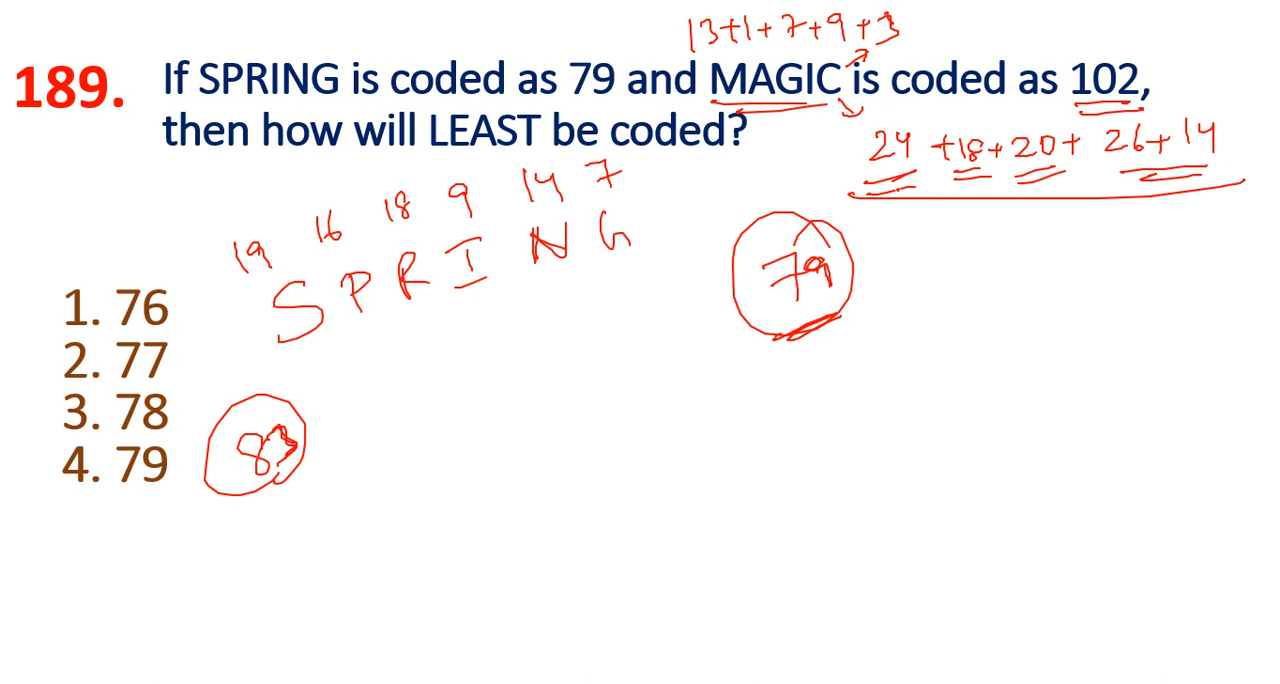 13+1+7+9+3
189. If SPRING is coded as 79 and MAGIC is coded as 102,
then how will LEAST be coded?
24 +18+20+ 26+14
19 16 18 9 14 7
S P R I N G
79
1. 76
2. 77
3. 78
4. 79
83